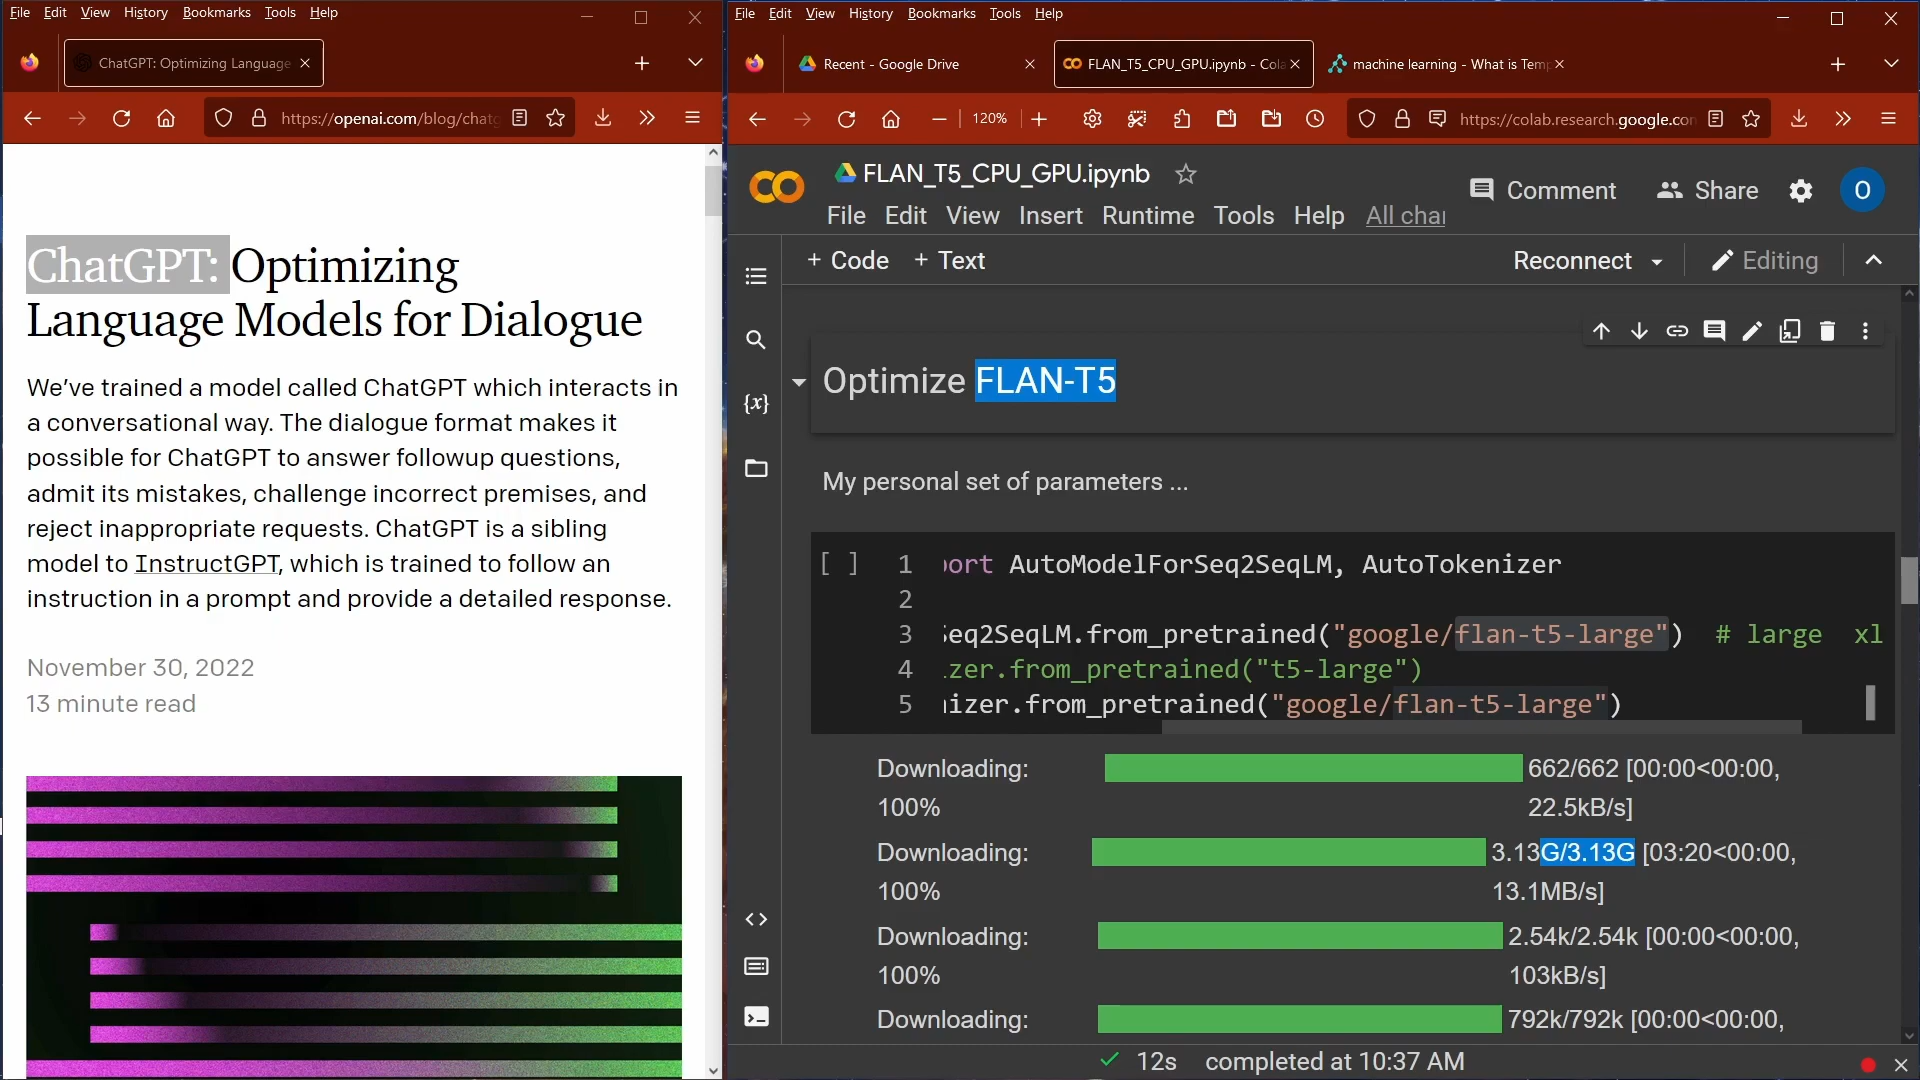 File Edit View History Bookmarks Tools Help
ChatGPT: Optimizing Language
https://openai.com/blog/chatg
ChatGPT: Optimizing
Language Models for Dialogue
We’ve trained a model called ChatGPT which interacts in
a conversational way. The dialogue format makes it
possible for ChatGPT to answer followup questions,
admit its mistakes, challenge incorrect premises, and
reject inappropriate requests. ChatGPT is a sibling
model to InstructGPT, which is trained to follow an
instruction in a prompt and provide a detailed response.
November 30, 2022
13 minute read
File Edit View History Bookmarks Tools Help
Recent - Google Drive
FLAN_T5_CPU_GPU.ipynb - Cola
machine learning - What is Temp
120%
https://colab.research.google.com
FLAN_T5_CPU_GPU.ipynb
Comment Share O
File Edit View Insert Runtime Tools Help All char
+ Code + Text
Reconnect Editing
{x}
Optimize FLAN-T5
My personal set of parameters ...
[ ] 1 port AutoModelForSeq2SeqLM, AutoTokenizer
2
3 Seq2SeqLM.from_pretrained("google/flan-t5-large") # large xl
4 izer.from_pretrained("t5-large")
5 nizer.from_pretrained("google/flan-t5-large")
Downloading: 662/662 [00:00<00:00,
100% 22.5kB/s]
Downloading: 3.13G/3.13G [03:20<00:00,
100% 13.1MB/s]
Downloading: 2.54k/2.54k [00:00<00:00,
100% 103kB/s]
Downloading: 792k/792k [00:00<00:00,
12s completed at 10:37 AM